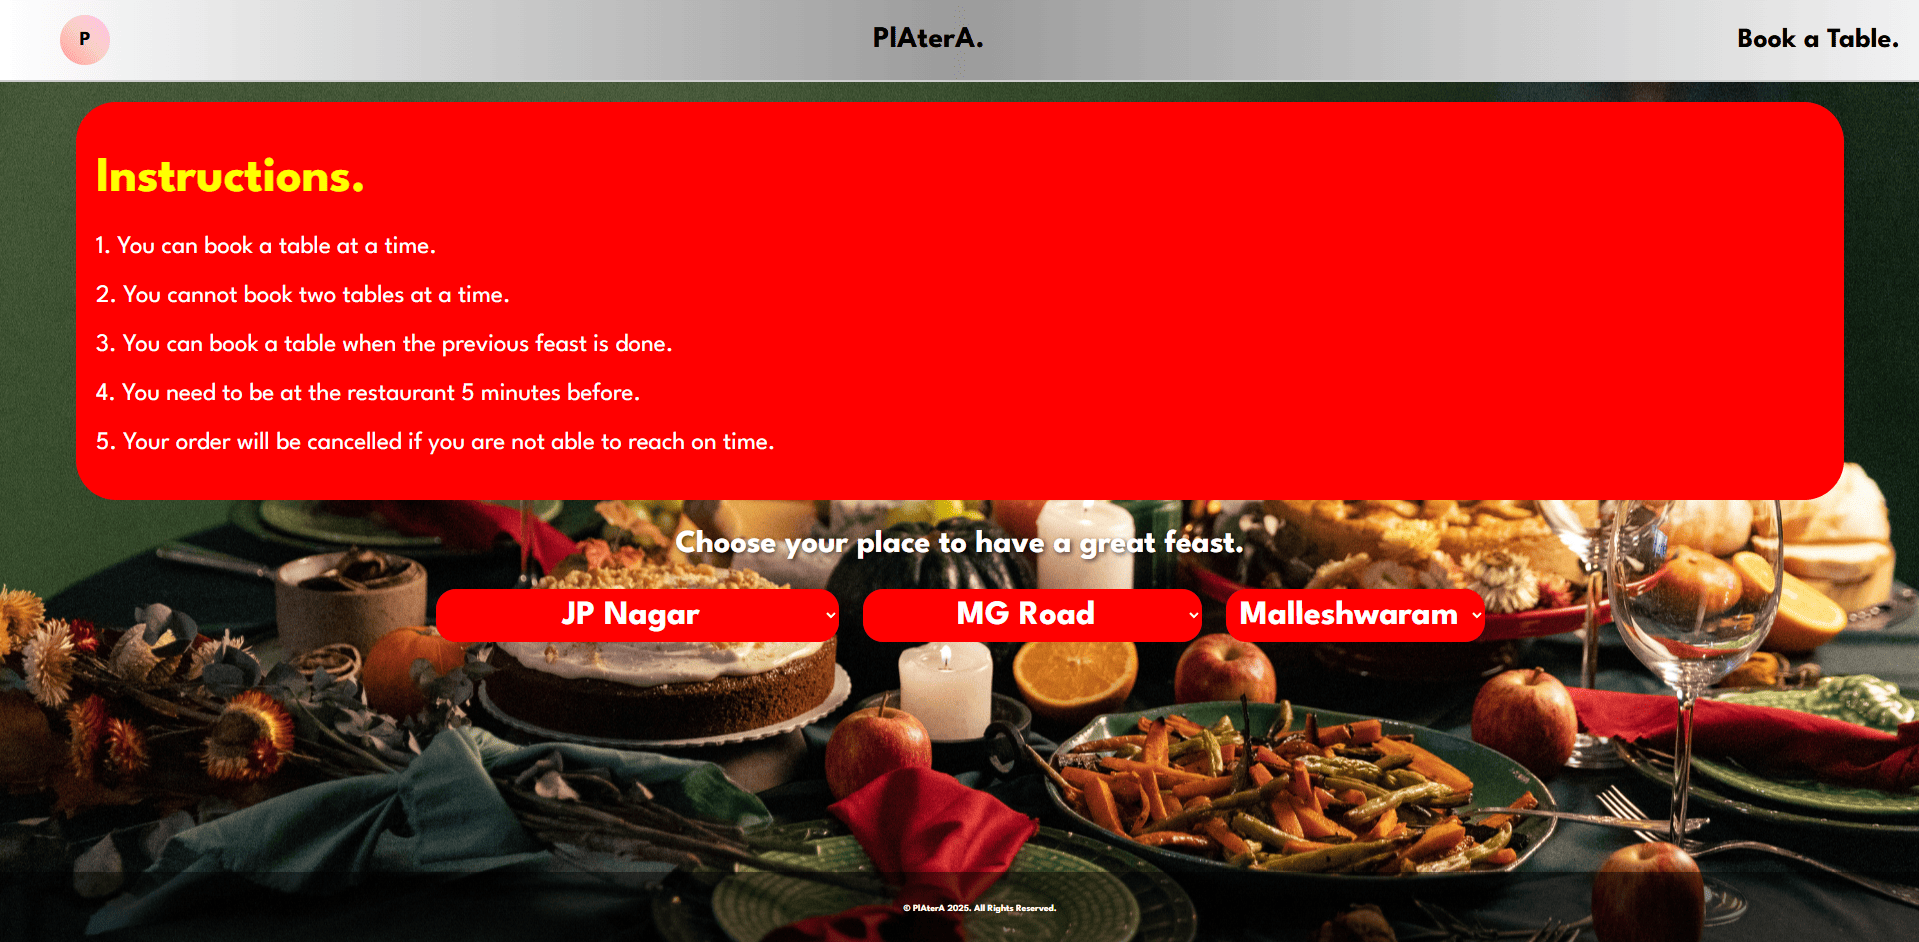 P
PlAterA.
Book a Table.
Instructions.
1. You can book a table at a time.
2. You cannot book two tables at a time.
3. You can book a table when the previous feast is done.
4. You need to be at the restaurant 5 minutes before.
5. Your order will be cancelled if you are not able to reach on time.
Choose your place to have a great feast.
JP Nagar
MG Road
Malleshwaram
© PlAterA 2025. All Rights Reserved.